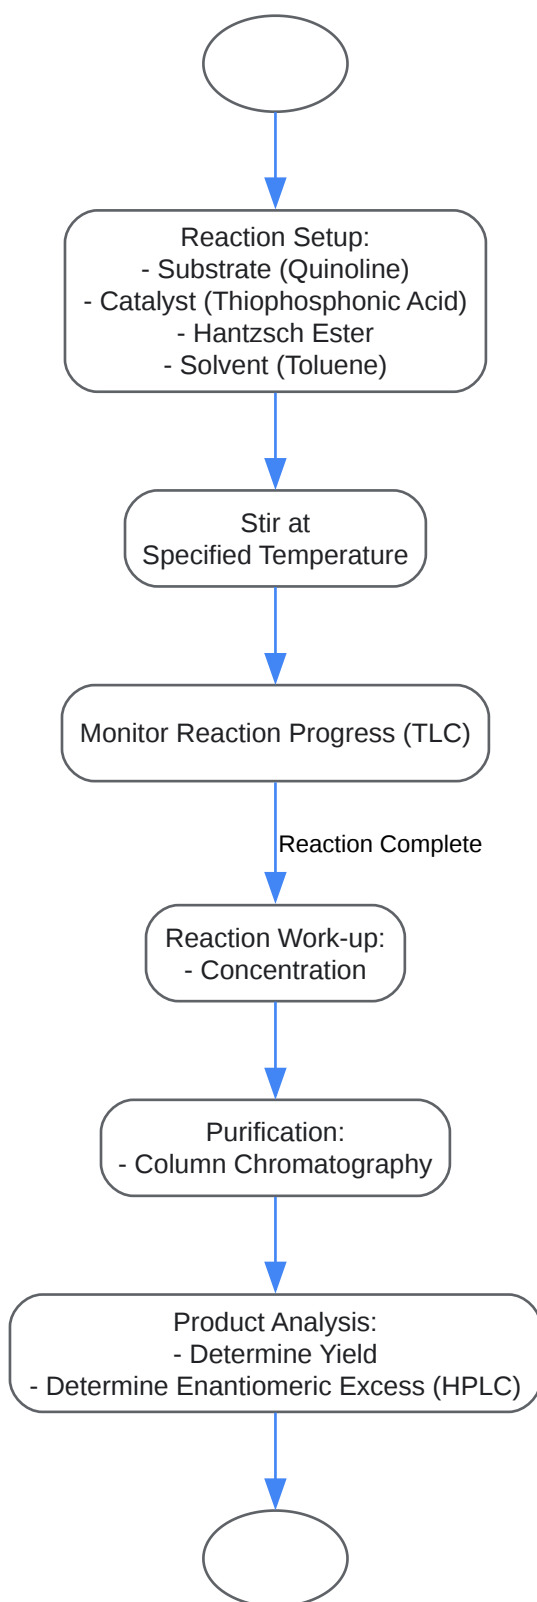 Reaction Setup:
- Substrate (Quinoline)
- Catalyst (Thiophosphonic Acid)
- Hantzsch Ester
- Solvent (Toluene)
Stir at
Specified Temperature
Monitor Reaction Progress (TLC)
Reaction Complete
Reaction Work-up:
- Concentration
Purification:
- Column Chromatography
Product Analysis:
- Determine Yield
- Determine Enantiomeric Excess (HPLC)